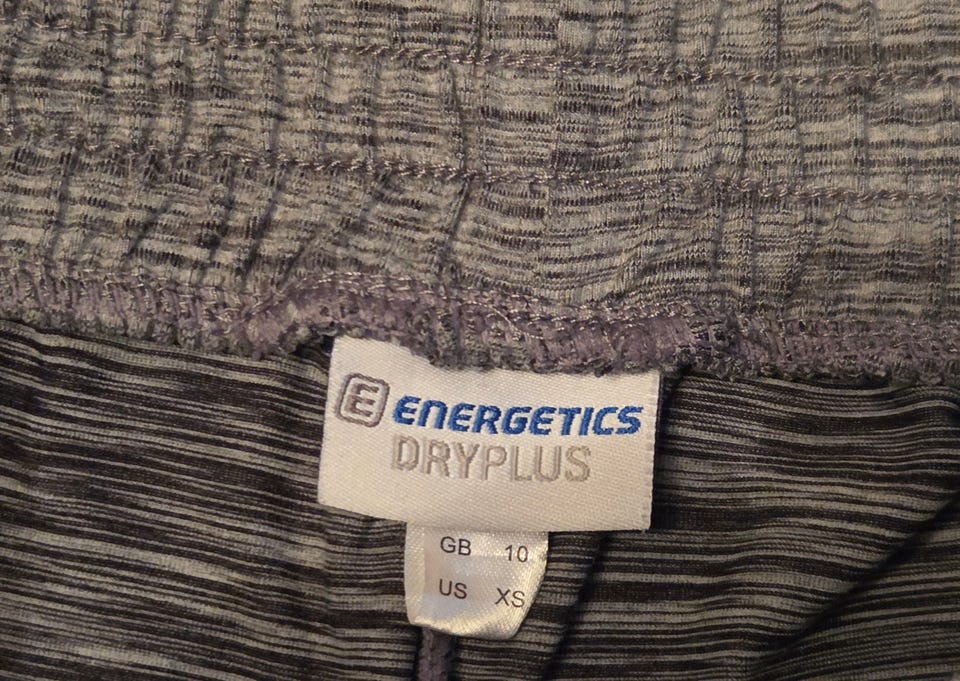 E ENERGETICS
DRYPLUS
GB 10
US XS